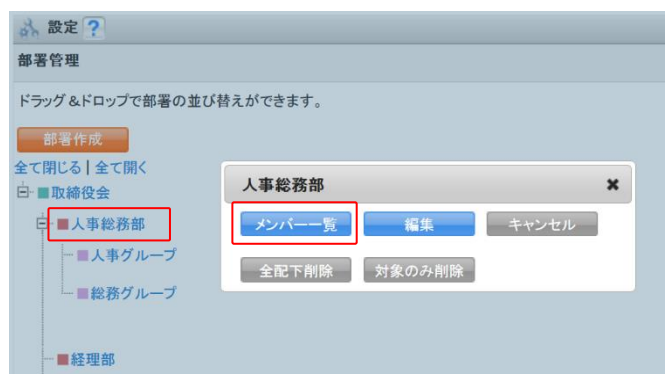 設定 ?
部署管理
ドラッグ&ドロップで部署の並び替えができます。
部署作成
全て閉じる | 全て開く
取締役会
人事総務部
人事グループ
総務グループ
経理部
人事総務部 ✖
メンバー一覧 編集 キャンセル
全配下削除 対象のみ削除